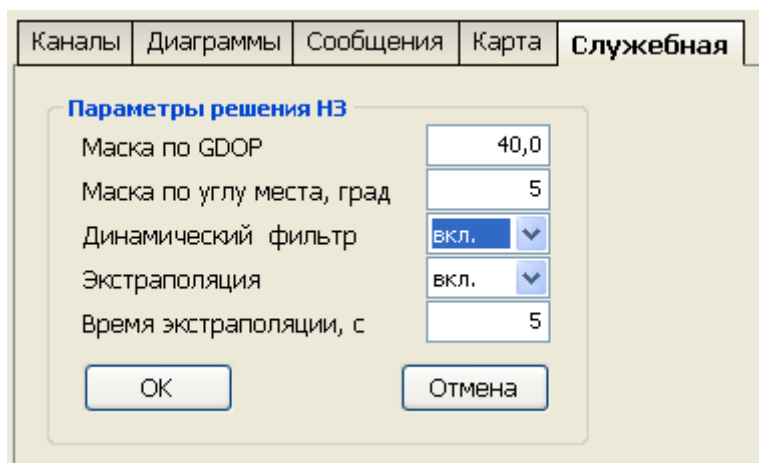 Каналы Диаграммы Сообщения Карта Служебная
Параметры решения НЗ
Маска по GDOP 40,0
Маска по углу места, град 5
Динамический фильтр вкл.
Экстраполяция вкл.
Время экстраполяции, с 5
OK Отмена